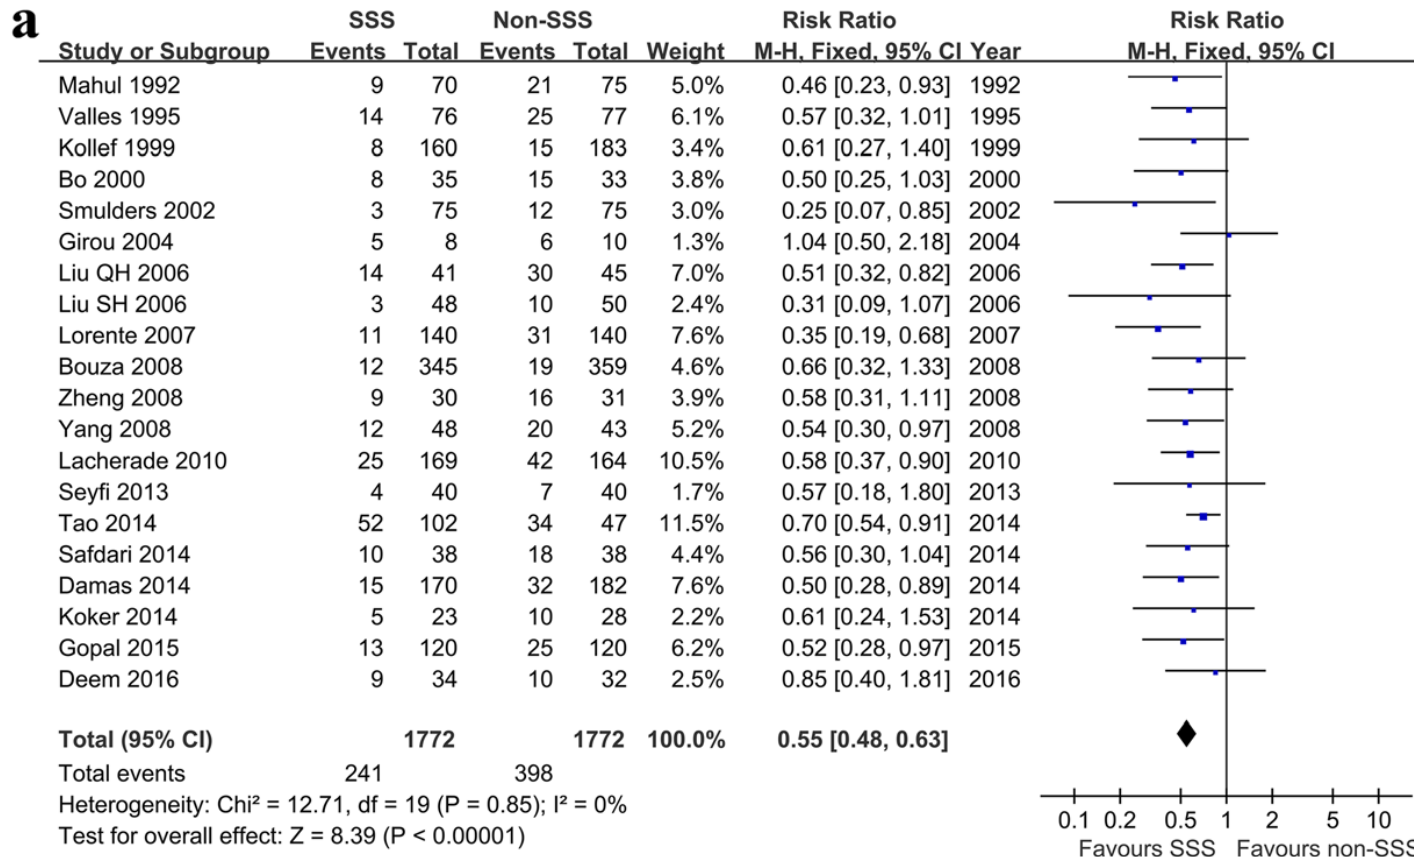 a
SSS Non-SSS Risk Ratio Risk Ratio
Study or Subgroup Events Total Events Total Weight M-H, Fixed, 95% CI Year M-H, Fixed, 95% CI
Mahul 1992 9 70 21 75 5.0% 0.46 [0.23, 0.93] 1992
Valles 1995 14 76 25 77 6.1% 0.57 [0.32, 1.01] 1995
Kollef 1999 8 160 15 183 3.4% 0.61 [0.27, 1.40] 1999
Bo 2000 8 35 15 33 3.8% 0.50 [0.25, 1.03] 2000
Smulders 2002 3 75 12 75 3.0% 0.25 [0.07, 0.85] 2002
Girou 2004 5 8 6 10 1.3% 1.04 [0.50, 2.18] 2004
Liu QH 2006 14 41 30 45 7.0% 0.51 [0.32, 0.82] 2006
Liu SH 2006 3 48 10 50 2.4% 0.31 [0.09, 1.07] 2006
Lorente 2007 11 140 31 140 7.6% 0.35 [0.19, 0.68] 2007
Bouza 2008 12 345 19 359 4.6% 0.66 [0.32, 1.33] 2008
Zheng 2008 9 30 16 31 3.9% 0.58 [0.31, 1.11] 2008
Yang 2008 12 48 20 43 5.2% 0.54 [0.30, 0.97] 2008
Lacherade 2010 25 169 42 164 10.5% 0.58 [0.37, 0.90] 2010
Seyfi 2013 4 40 7 40 1.7% 0.57 [0.18, 1.80] 2013
Tao 2014 52 102 34 47 11.5% 0.70 [0.54, 0.91] 2014
Safdari 2014 10 38 18 38 4.4% 0.56 [0.30, 1.04] 2014
Damas 2014 15 170 32 182 7.6% 0.50 [0.28, 0.89] 2014
Koker 2014 5 23 10 28 2.2% 0.61 [0.24, 1.53] 2014
Gopal 2015 13 120 25 120 6.2% 0.52 [0.28, 0.97] 2015
Deem 2016 9 34 10 32 2.5% 0.85 [0.40, 1.81] 2016
Total (95% CI) 1772 1772 100.0% 0.55 [0.48, 0.63]
Total events 241 398
Heterogeneity: Chi² = 12.71, df = 19 (P = 0.85); I² = 0%
Test for overall effect: Z = 8.39 (P < 0.00001)
0.1 0.2 0.5 1 2 5 10
Favours SSS Favours non-SSS